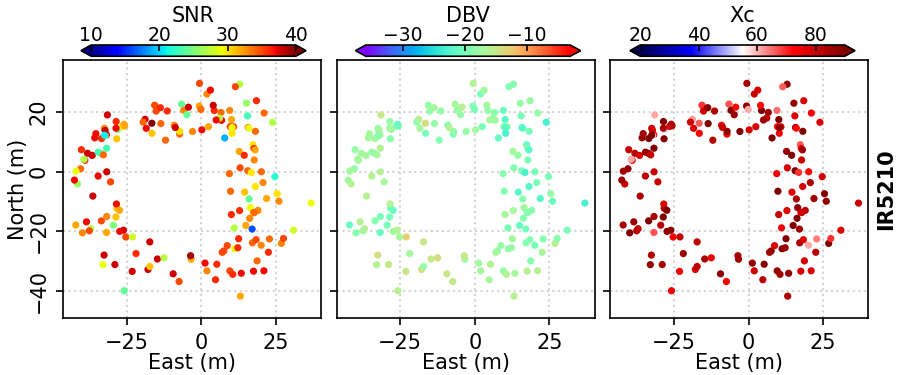 SNR DBV Xc
10 20 30 40 −30 −20 −10 20 40 60 80
North (m)
20
0
−20
−40
IR5210
−25 0 25 −25 0 25 −25 0 25
East (m) East (m) East (m)